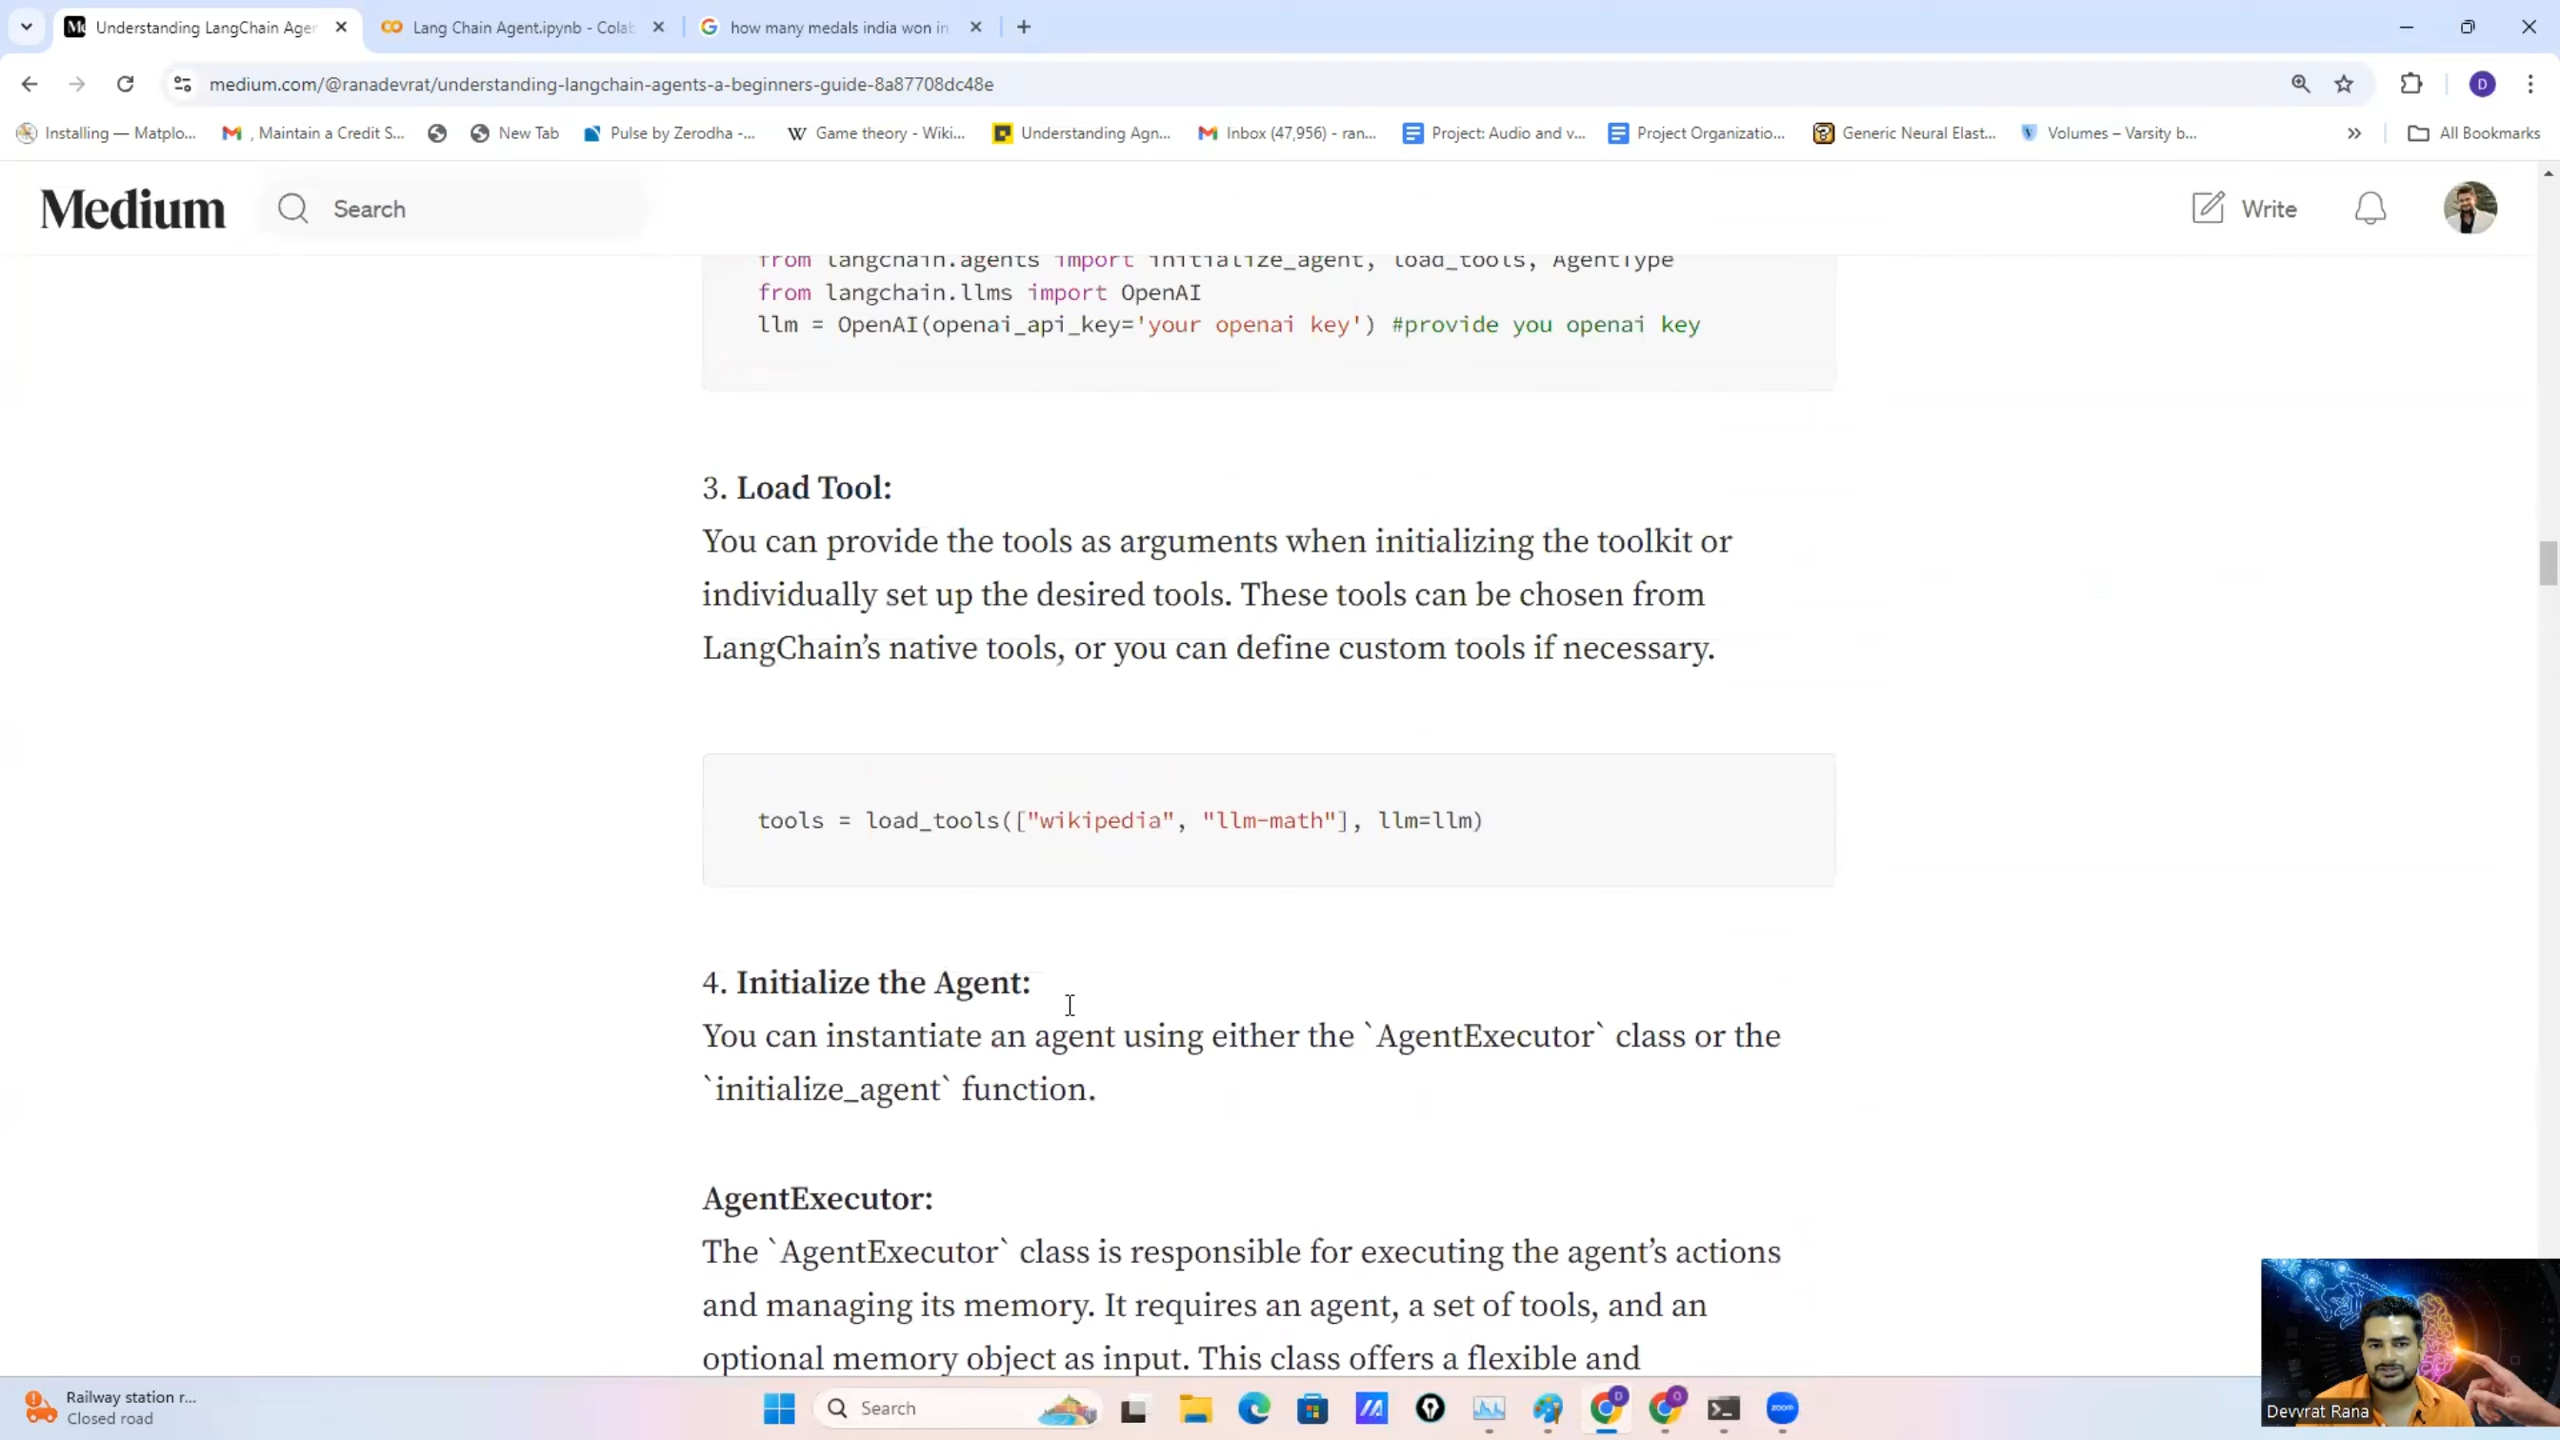 Understanding LangChain Agen
Lang Chain Agent.ipynb - Colab
how many medals india won in
medium.com/@ranadevrat/understanding-langchain-agents-a-beginners-guide-8a87708dc48e
Installing — Matplo...
, Maintain a Credit S...
New Tab
Pulse by Zerodha -...
Game theory - Wiki...
Understanding Agn...
Inbox (47,956) - ran...
Project: Audio and v...
Project Organizatio...
Generic Neural Elast...
Volumes – Varsity b...
All Bookmarks
Medium
Search
Write
from langchain.agents import initialize_agent, load_tools, AgentType
from langchain.llms import OpenAI
llm = OpenAI(openai_api_key='your openai key') #provide you openai key
3. Load Tool:
You can provide the tools as arguments when initializing the toolkit or
individually set up the desired tools. These tools can be chosen from
LangChain’s native tools, or you can define custom tools if necessary.
tools = load_tools(["wikipedia", "llm-math"], llm=llm)
4. Initialize the Agent:
You can instantiate an agent using either the `AgentExecutor` class or the
`initialize_agent` function.
AgentExecutor:
The `AgentExecutor` class is responsible for executing the agent’s actions
and managing its memory. It requires an agent, a set of tools, and an
optional memory object as input. This class offers a flexible and
Railway station r...
Closed road
Search
zoom
Devvrat Rana